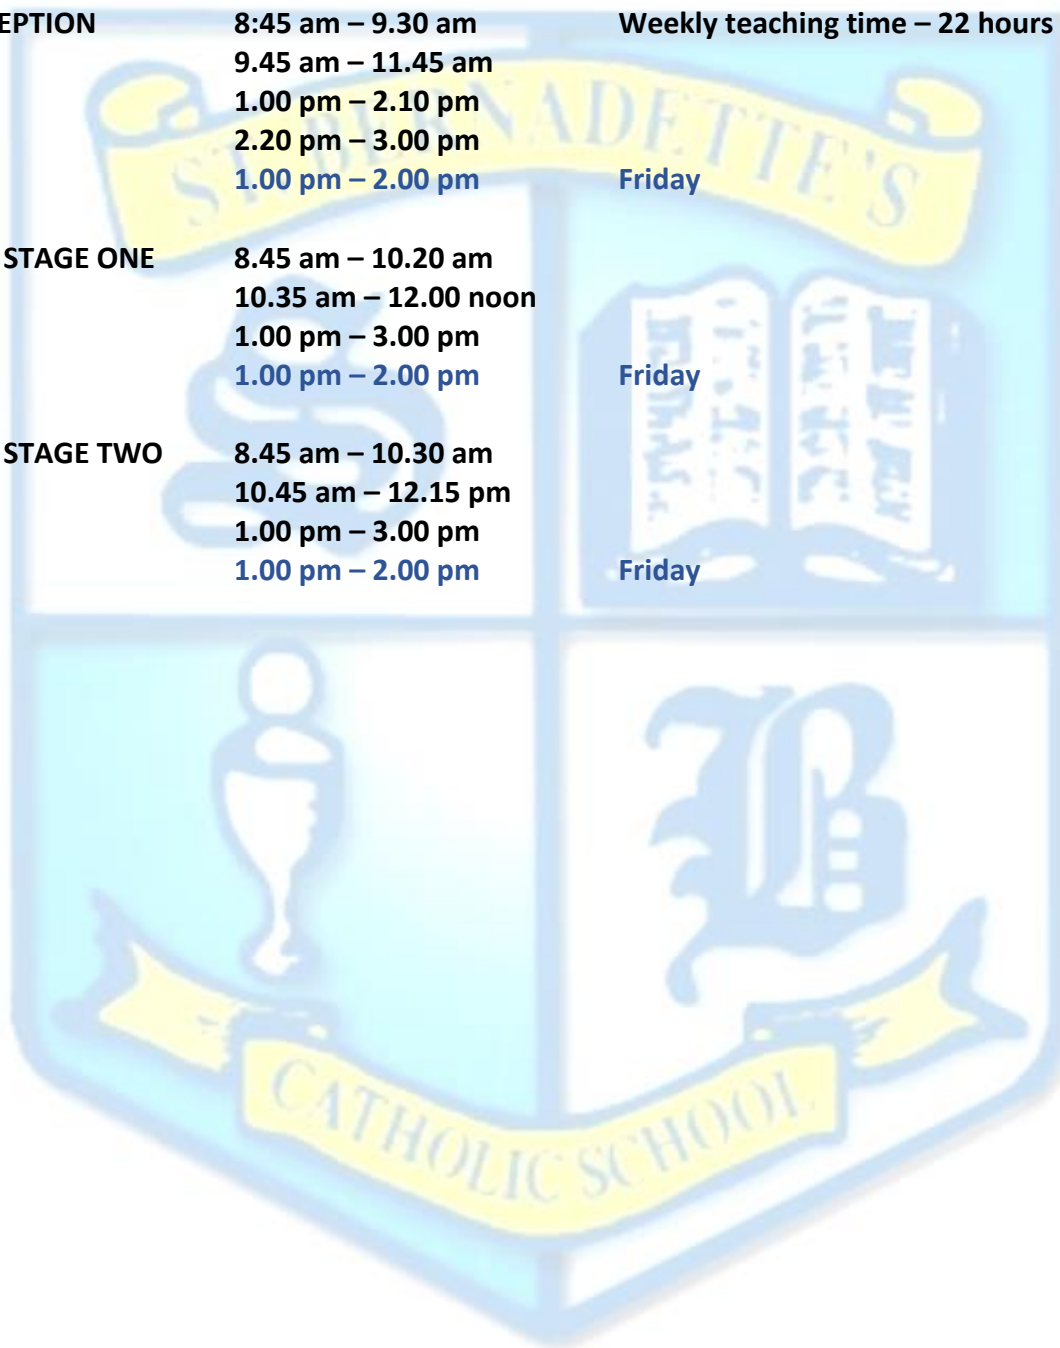 EPTION 8:45 am – 9.30 am Weekly teaching time – 22 hours
9.45 am – 11.45 am
1.00 pm – 2.10 pm
2.20 pm – 3.00 pm
1.00 pm – 2.00 pm Friday
STAGE ONE 8.45 am – 10.20 am
10.35 am – 12.00 noon
1.00 pm – 3.00 pm
1.00 pm – 2.00 pm Friday
STAGE TWO 8.45 am – 10.30 am
10.45 am – 12.15 pm
1.00 pm – 3.00 pm
1.00 pm – 2.00 pm Friday
ST. BERNADETTE'S
S
B
CATHOLIC SCHOOL